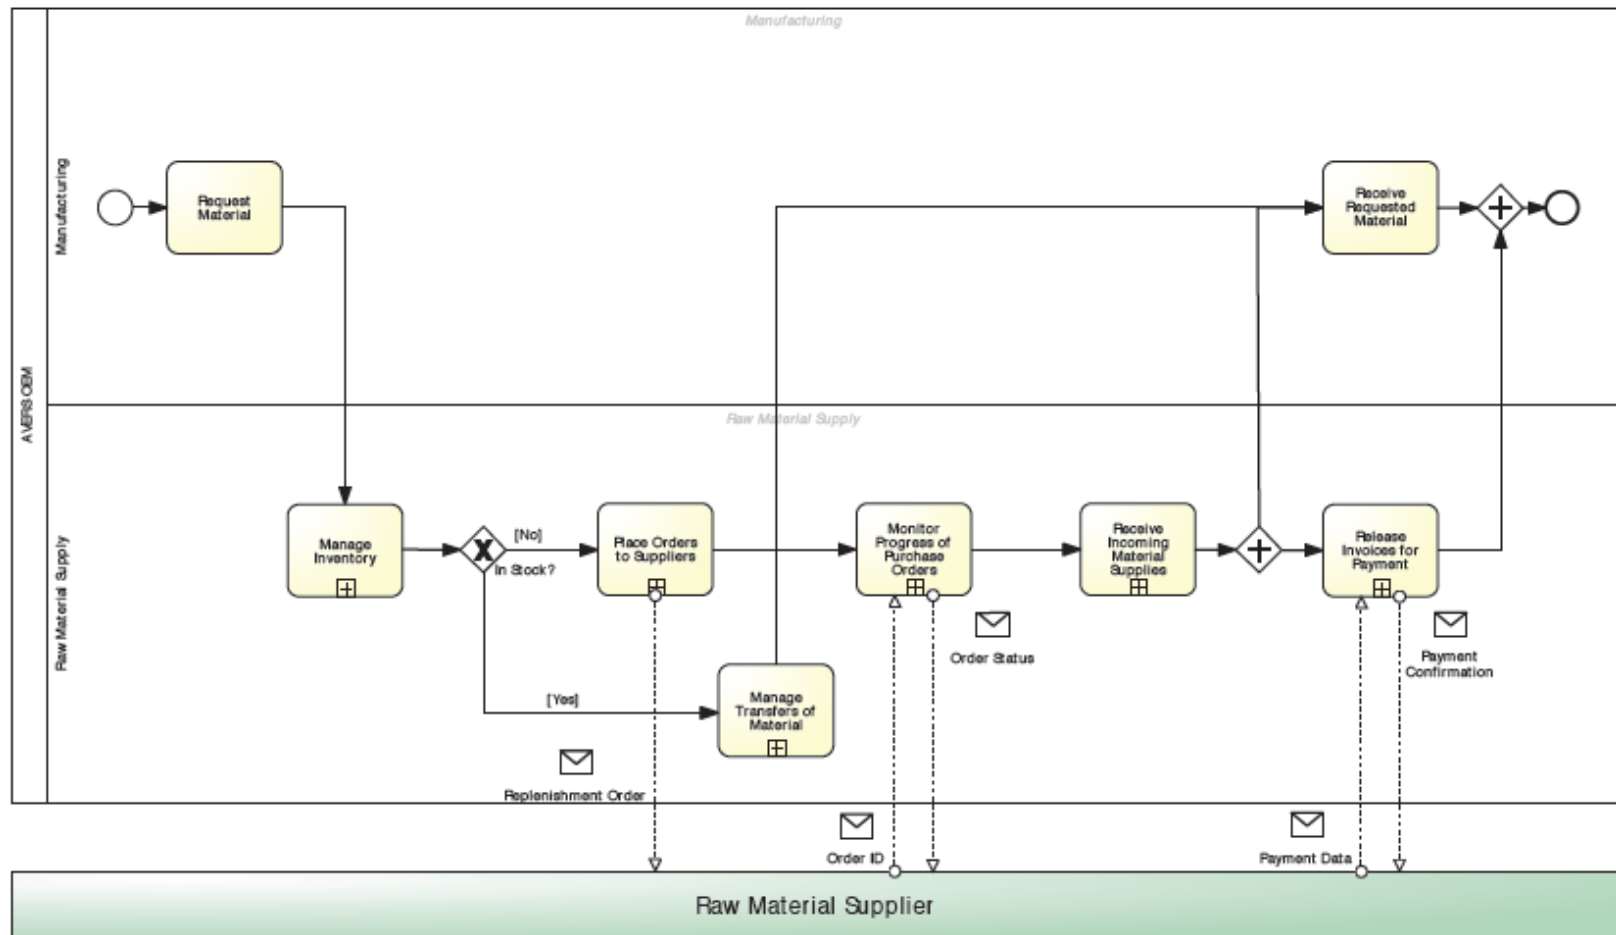 Manufacturing
Manufacturing
Request
Material
Receive
Requested
Material
AVERS OEM
Raw Material Supply
Raw Material Supply
Manage
Inventory
[No]
In Stock?
Place Orders
to Suppliers
Monitor
Progress of
Purchase
Orders
Receive
Incoming
Material
Supplies
Release
Invoices for
Payment
Order Status
Payment
Confirmation
[Yes]
Manage
Transfers of
Material
Replenishment Order
Order ID
Payment Data
Raw Material Supplier